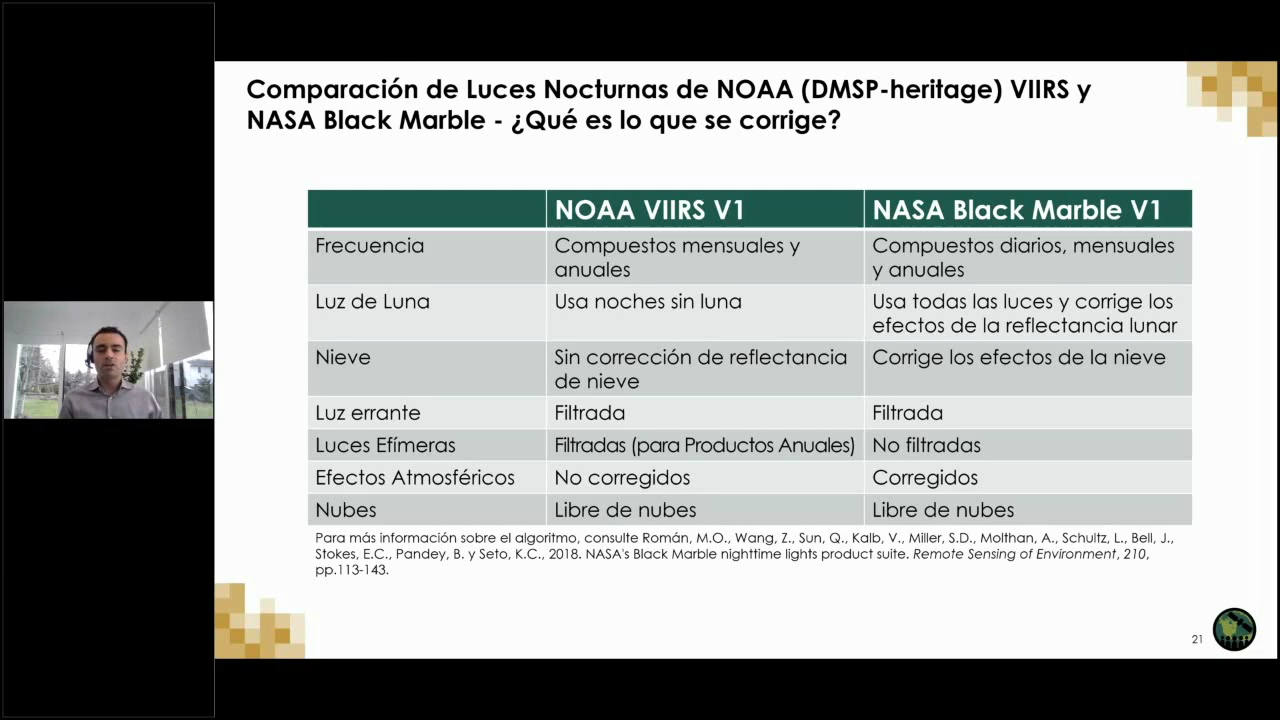 Comparación de Luces Nocturnas de NOAA (DMSP-heritage) VIIRS y
NASA Black Marble - ¿Qué es lo que se corrige?
NOAA VIIRS V1
NASA Black Marble V1
Frecuencia
Compuestos mensuales y
anuales
Compuestos diarios, mensuales
y anuales
Luz de Luna
Usa noches sin luna
Usa todas las luces y corrige los
efectos de la reflectancia lunar
Nieve
Sin corrección de reflectancia
de nieve
Corrige los efectos de la nieve
Luz errante
Filtrada
Filtrada
Luces Efímeras
Filtradas (para Productos Anuales)
No filtradas
Efectos Atmosféricos
No corregidos
Corregidos
Nubes
Libre de nubes
Libre de nubes
Para más información sobre el algoritmo, consulte Román, M.O., Wang, Z., Sun, Q., Kalb, V., Miller, S.D., Molthan, A., Schultz, L., Bell, J.,
Stokes, E.C., Pandey, B. y Seto, K.C., 2018. NASA's Black Marble nighttime lights product suite. Remote Sensing of Environment, 210,
pp.113-143.
21